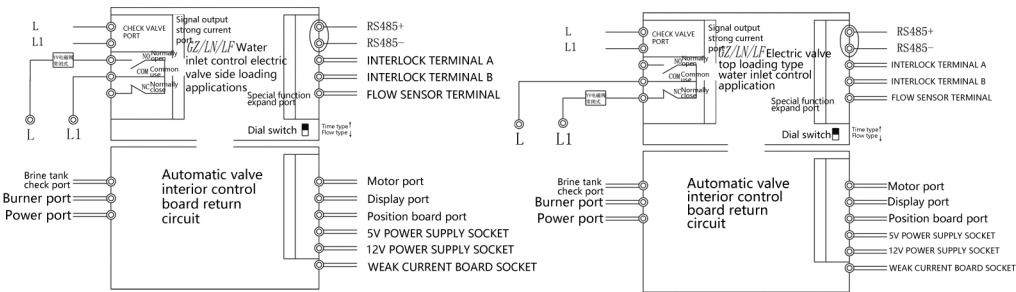 L
L1
CHECK VALVE
PORT
Signal output
strong current
port
GZ/LN/LF Water
inlet control electric
valve side loading
applications.
NO
Normally
open
COM
Common
use
NC
Normally
close
L
L1
RS485+
RS485-
INTERLOCK TERMINAL A
INTERLOCK TERMINAL B
FLOW SENSOR TERMINAL
Special function
expand port
Dial switch
Time type↑
Flow type↓
Brine tank
check port
Burner port
Power port
Automatic valve
interior control
board return
circuit
Motor port
Display port
Position board port
5V POWER SUPPLY SOCKET
12V POWER SUPPLY SOCKET
WEAK CURRENT BOARD SOCKET
L
L1
CHECK VALVE
PORT
Signal output
strong current
port
GZ/LN/LF Electric valve
top loading type
water inlet control
application
NO
Normally
open
COM
Common
use
NC
Normally
close
L
L1
RS485+
RS485-
INTERLOCK TERMINAL A
INTERLOCK TERMINAL B
FLOW SENSOR TERMINAL
Special function
expand port
Dial switch
Time type↑
Flow type↓
Brine tank
check port
Burner port
Power port
Automatic valve
interior control
board return
circuit
Motor port
Display port
Position board port
5V POWER SUPPLY SOCKET
12V POWER SUPPLY SOCKET
WEAK CURRENT BOARD SOCKET